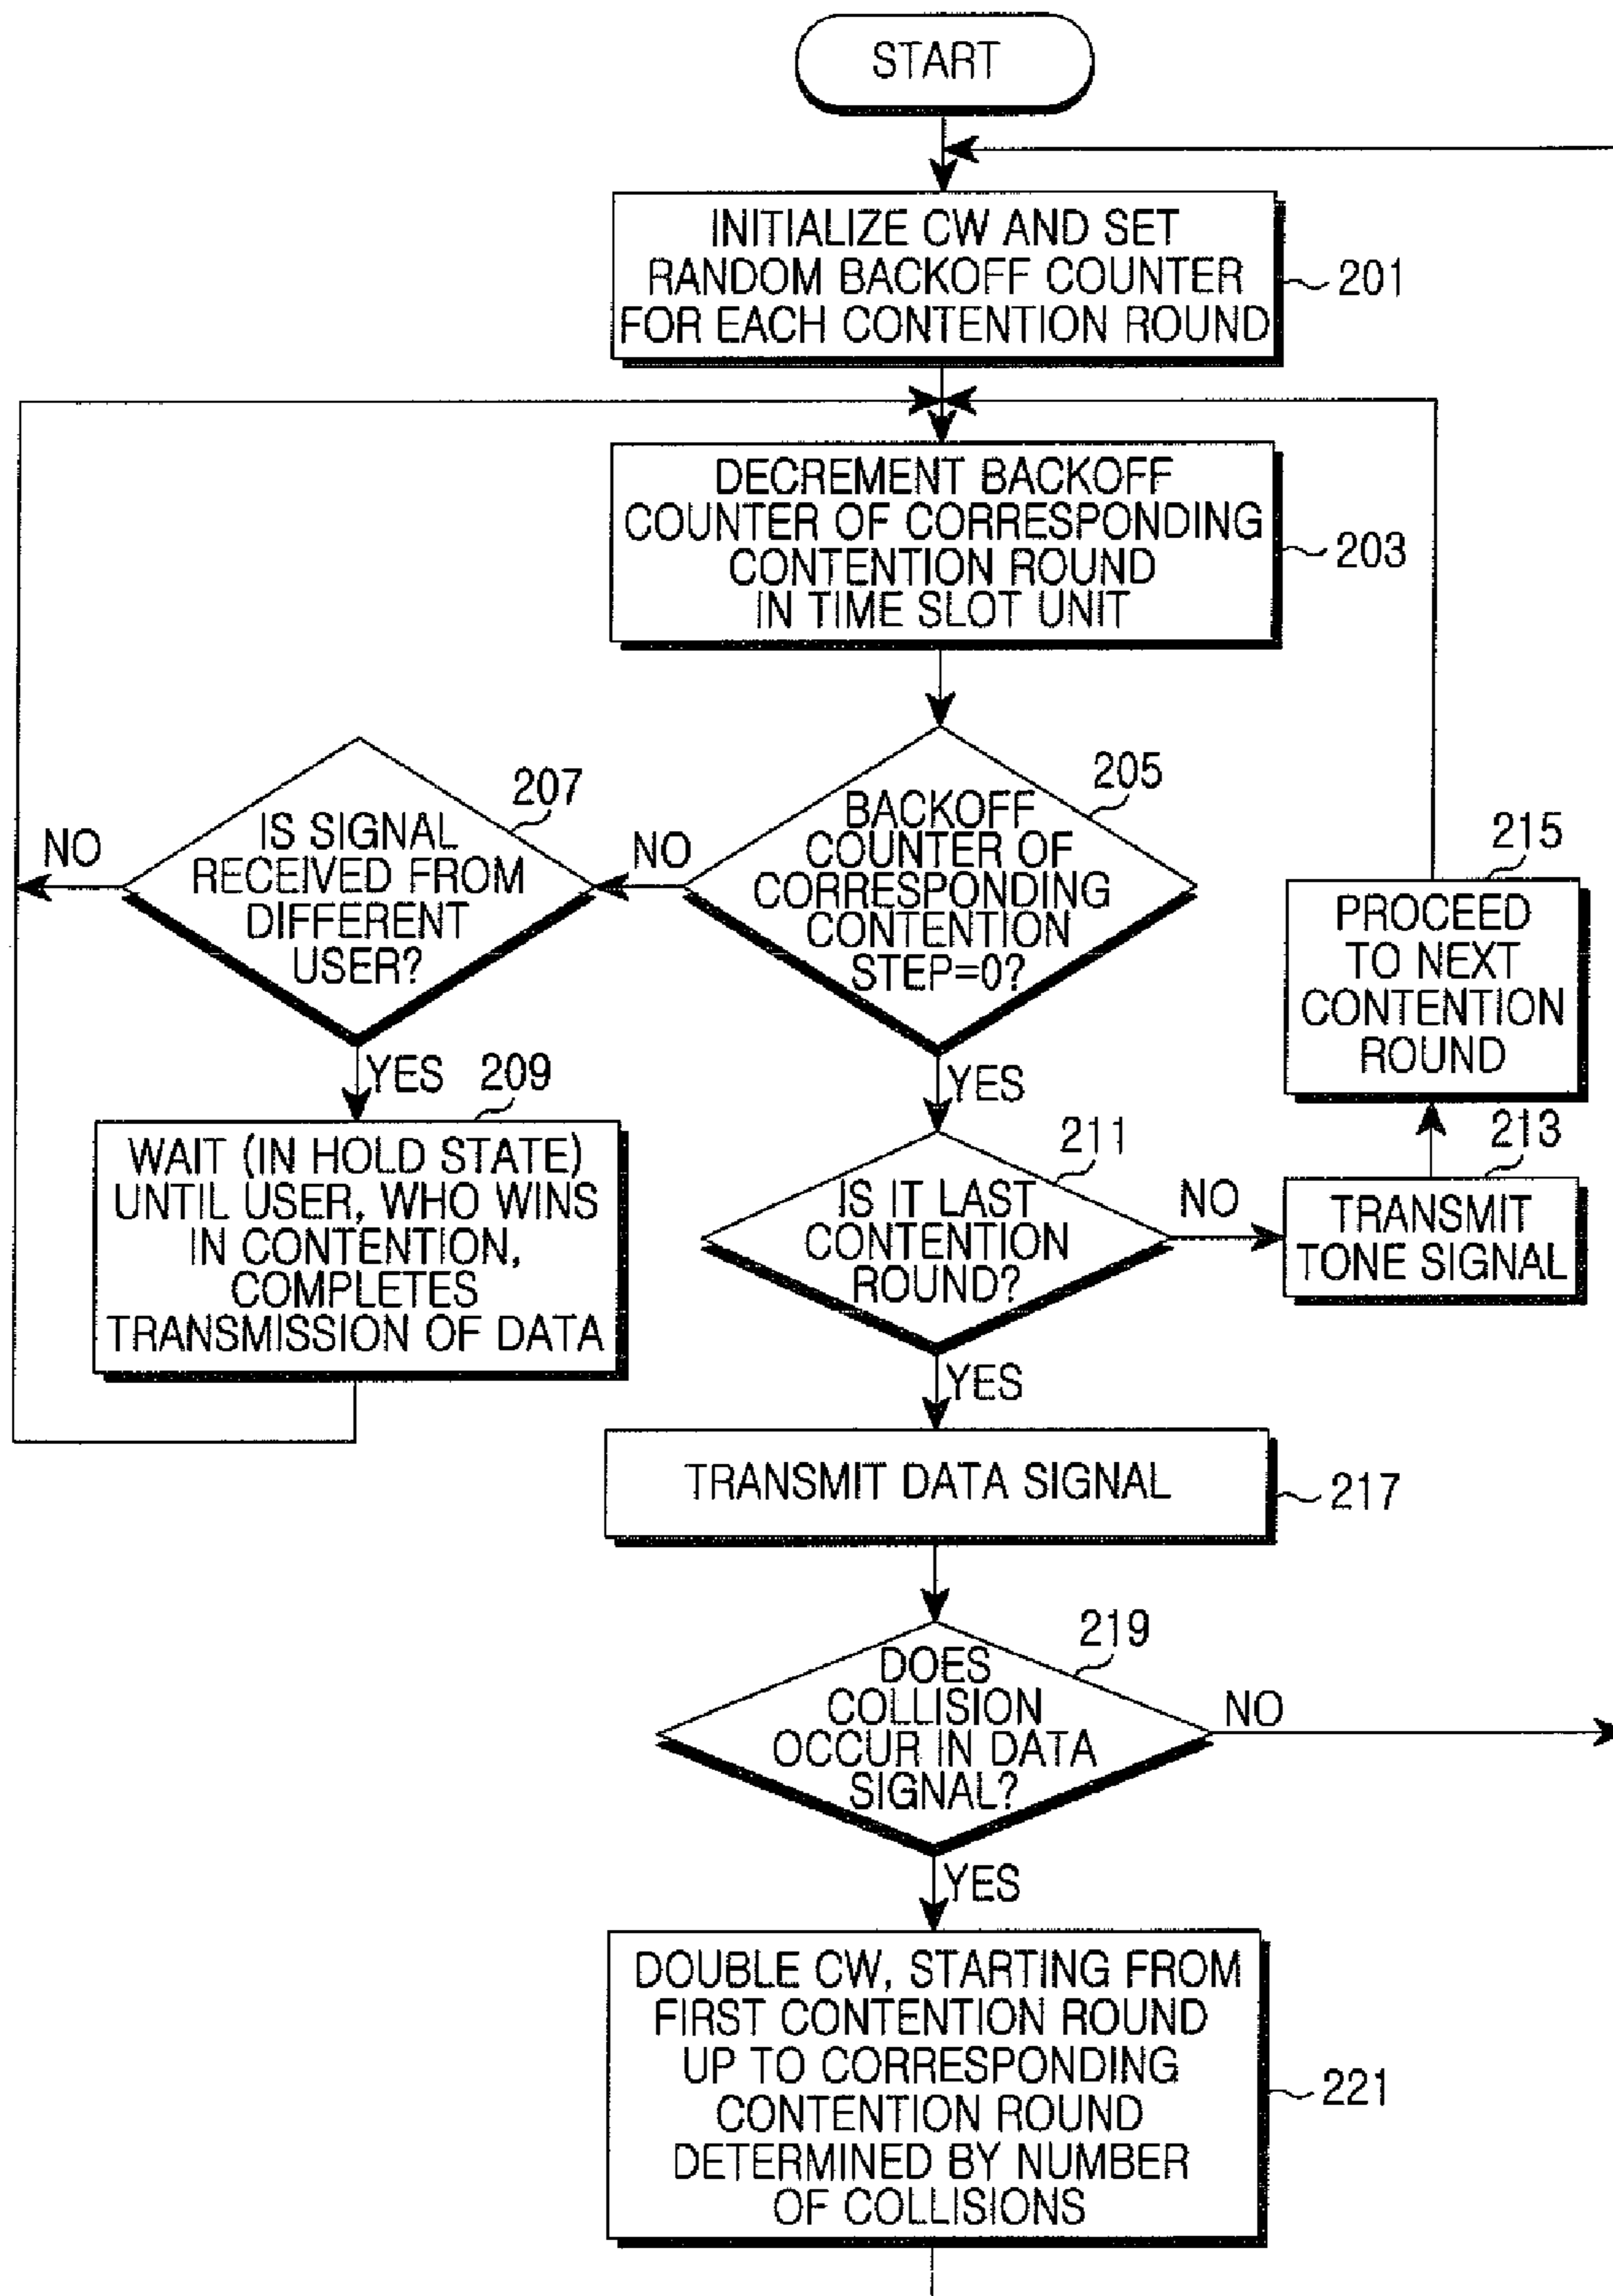 START
INITIALIZE CW AND SET
RANDOM BACKOFF COUNTER
FOR EACH CONTENTION ROUND
201
DECREMENT BACKOFF
COUNTER OF CORRESPONDING
CONTENTION ROUND
IN TIME SLOT UNIT
203
205
BACKOFF
COUNTER OF
CORRESPONDING
CONTENTION
STEP=0?
NO
207
IS SIGNAL
RECEIVED FROM
DIFFERENT
USER?
NO
YES
209
WAIT (IN HOLD STATE)
UNTIL USER, WHO WINS
IN CONTENTION,
COMPLETES
TRANSMISSION OF DATA
YES
211
IS IT LAST
CONTENTION
ROUND?
NO
213
TRANSMIT
TONE SIGNAL
215
PROCEED
TO NEXT
CONTENTION
ROUND
YES
TRANSMIT DATA SIGNAL
217
219
DOES
COLLISION
OCCUR IN DATA
SIGNAL?
NO
YES
DOUBLE CW, STARTING FROM
FIRST CONTENTION ROUND
UP TO CORRESPONDING
CONTENTION ROUND
DETERMINED BY NUMBER
OF COLLISIONS
221